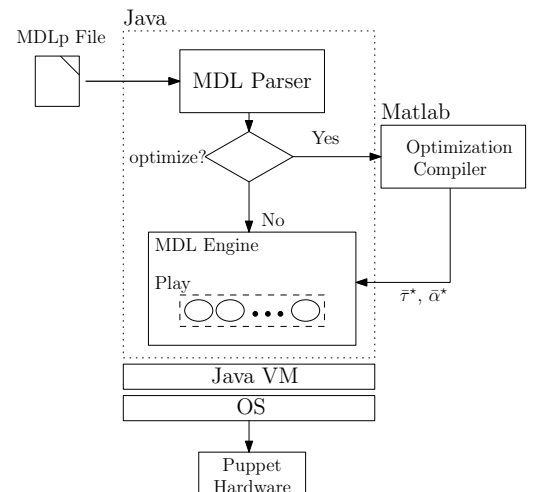 Java
MDLp File
MDL Parser
Matlab
optimize?
Yes
Optimization
Compiler
No
MDL Engine
Play
τ̄*, ᾱ*
Java VM
OS
Puppet
Hardware